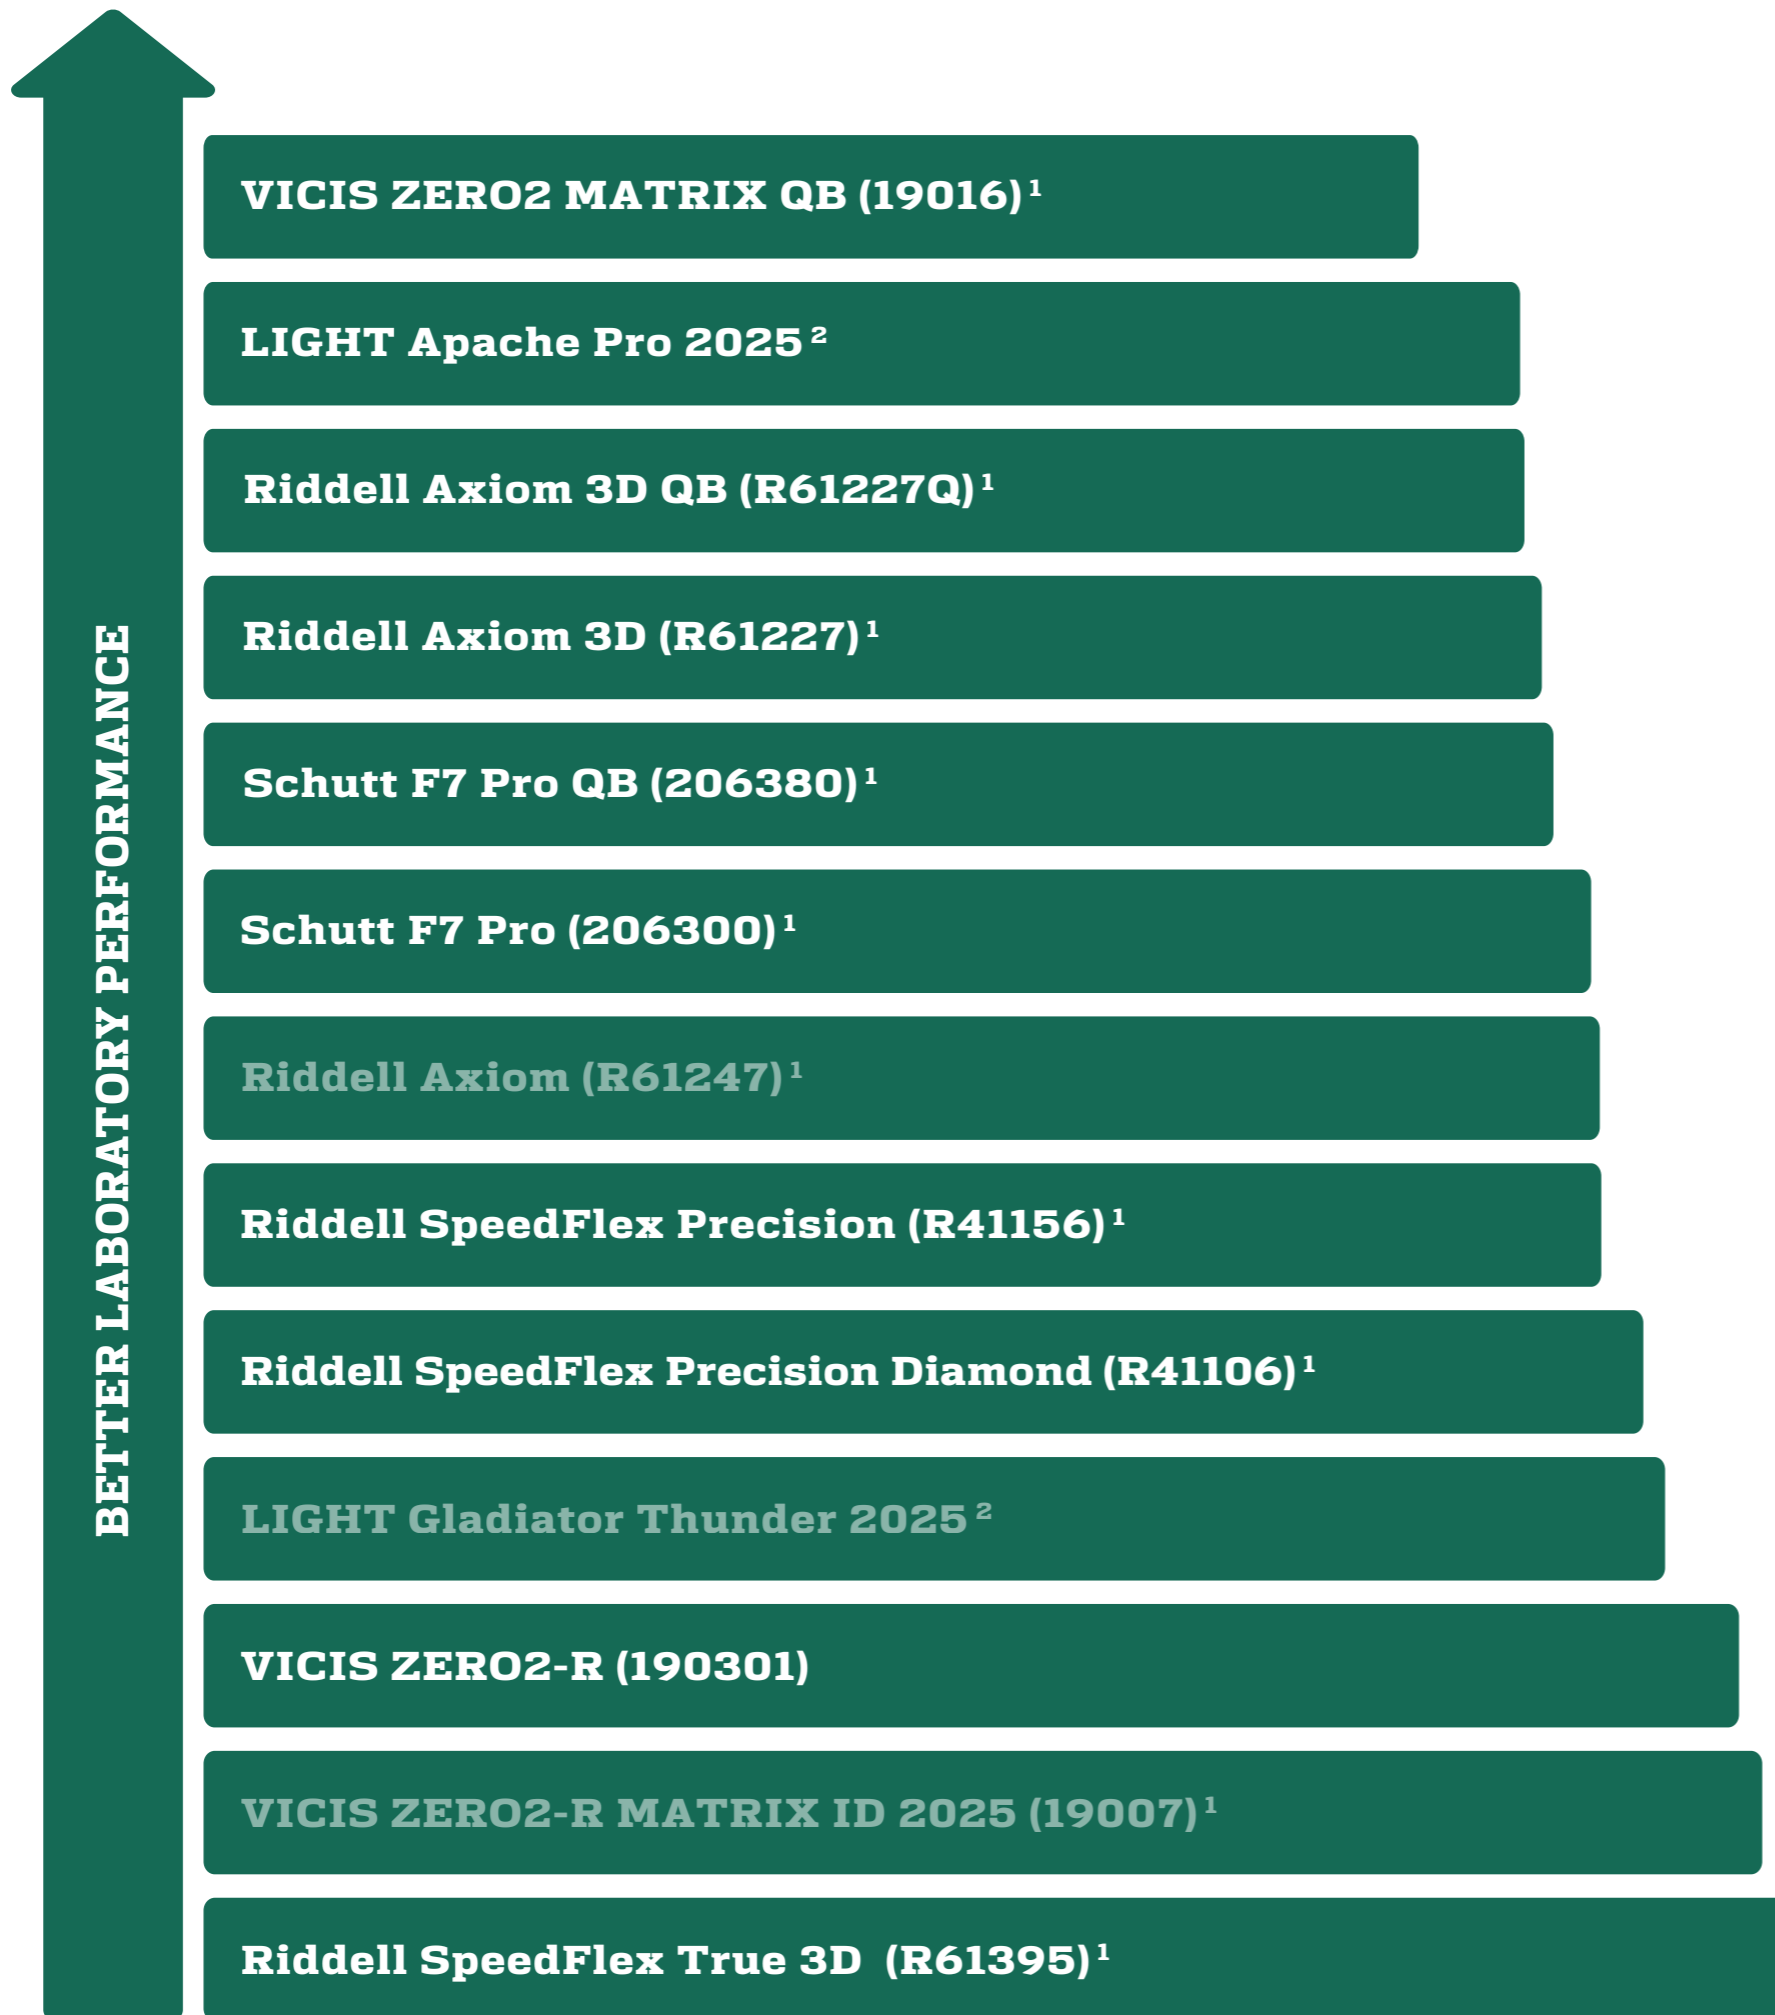 BETTER LABORATORY PERFORMANCE
VICIS ZERO2 MATRIX QB (19016)¹
LIGHT Apache Pro 2025²
Riddell Axiom 3D QB (R61227Q)¹
Riddell Axiom 3D (R61227)¹
Schutt F7 Pro QB (206380)¹
Schutt F7 Pro (206300)¹
Riddell Axiom (R61247)¹
Riddell SpeedFlex Precision (R41156)¹
Riddell SpeedFlex Precision Diamond (R41106)¹
LIGHT Gladiator Thunder 2025²
VICIS ZERO2-R (190301)
VICIS ZERO2-R MATRIX ID 2025 (19007)¹
Riddell SpeedFlex True 3D (R61395)¹